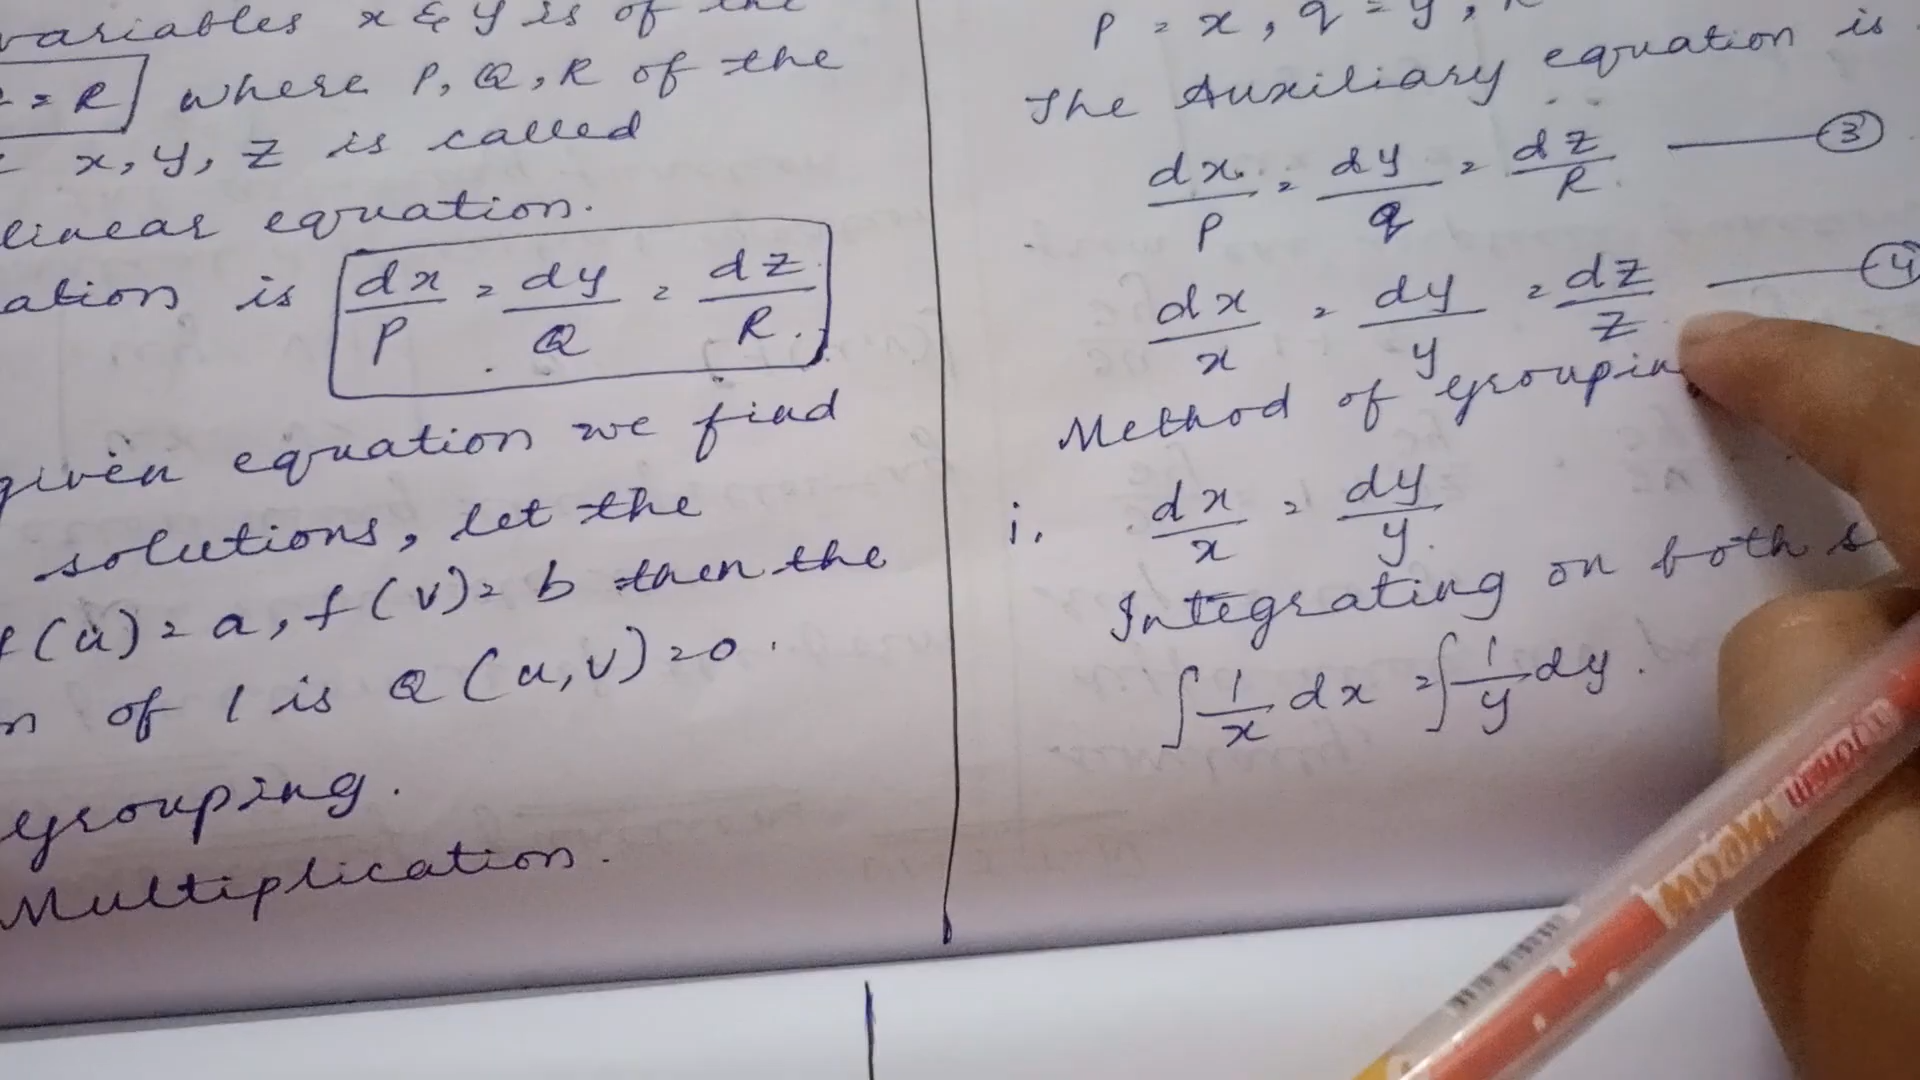 variables x & y is of the
= R where P, Q, R of the
x, y, z is called
linear equation.
ation is dx/P = dy/Q = dz/R.
given equation we find
solutions, let the
f(u) = a, f(v) = b then the
n of 1 is Q(u,v) = 0.
grouping.
Multiplication.
P = x, q = y,
The Auxiliary equation is
dx/P = dy/q = dz/R. — 3
dx/x = dy/y = dz/z — 4
Method of groupin
i. dx/x = dy/y.
Integrating on both s
∫ 1/x dx = ∫ 1/y dy.